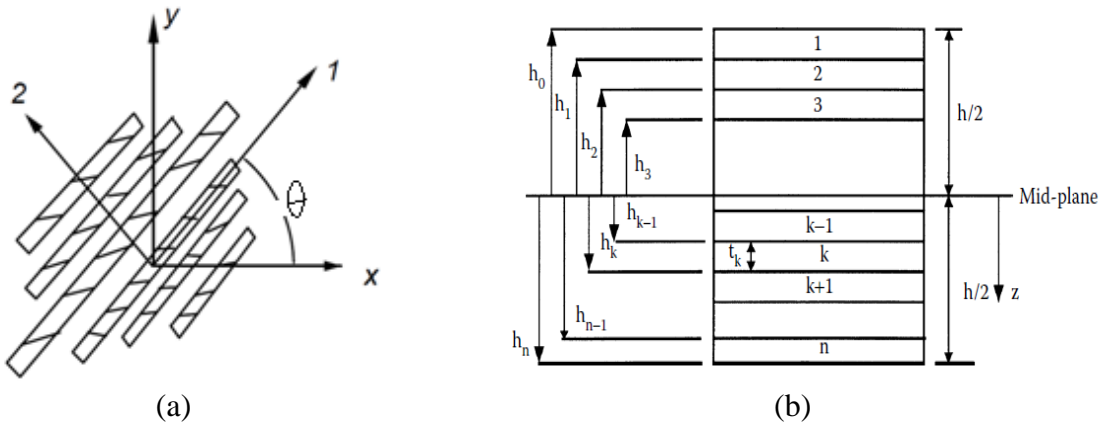 y
1
2
θ
x
(a)
h0
h1
h2
h3
hk-1
hk
hn-1
hn
1
2
3
k-1
tk
k
k+1
n
h/2
Mid-plane
h/2
z
(b)